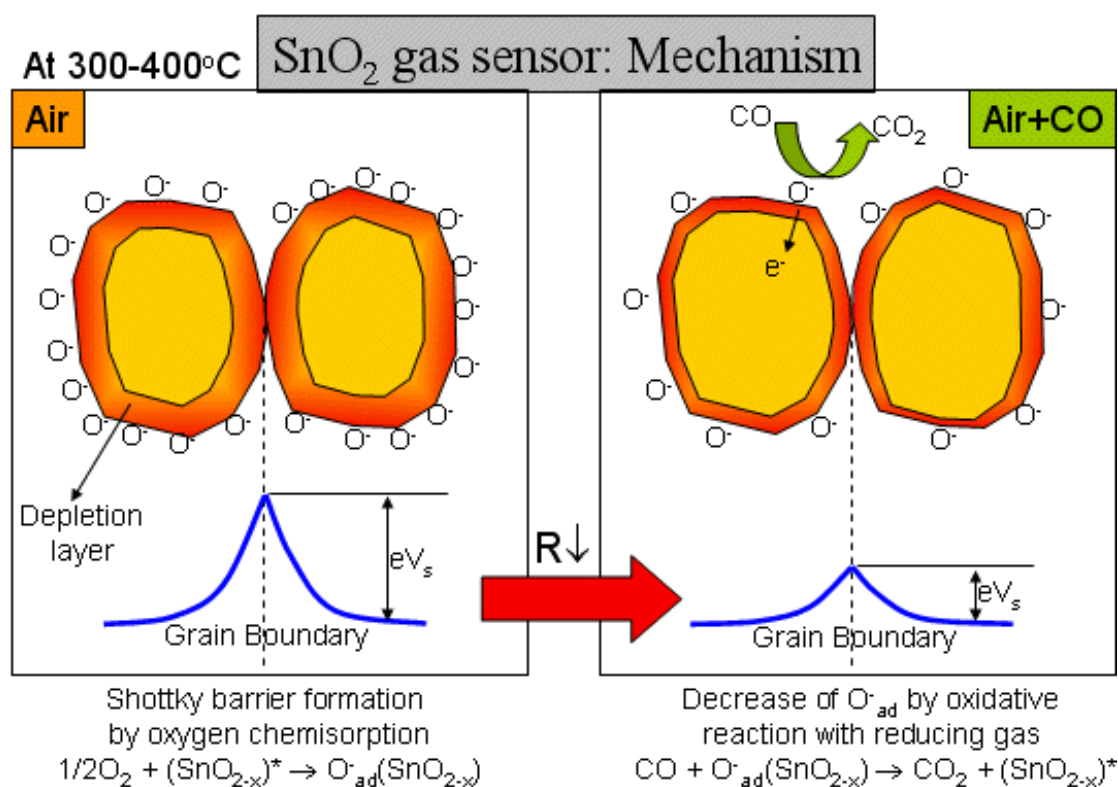 SnO₂ gas sensor: Mechanism
At 300-400°C
Air
O⁻ O⁻ O⁻ O⁻ O⁻ O⁻ O⁻
O⁻ O⁻
O⁻ O⁻
O⁻ O⁻
O⁻ O⁻
O⁻ O⁻
O⁻ O⁻ O⁻ O⁻ O⁻ O⁻ O⁻
Depletion
layer
eVₛ
Grain Boundary
Shottky barrier formation
by oxygen chemisorption
1/2O₂ + (SnO₂₋ₓ)* → O⁻ad(SnO₂₋ₓ)
R↓
Air+CO
CO CO₂
O⁻ O⁻ O⁻
e⁻
O⁻ O⁻
O⁻
O⁻ O⁻ O⁻
eVₛ
Grain Boundary
Decrease of O⁻ad by oxidative
reaction with reducing gas
CO + O⁻ad(SnO₂₋ₓ) → CO₂ + (SnO₂₋ₓ)*